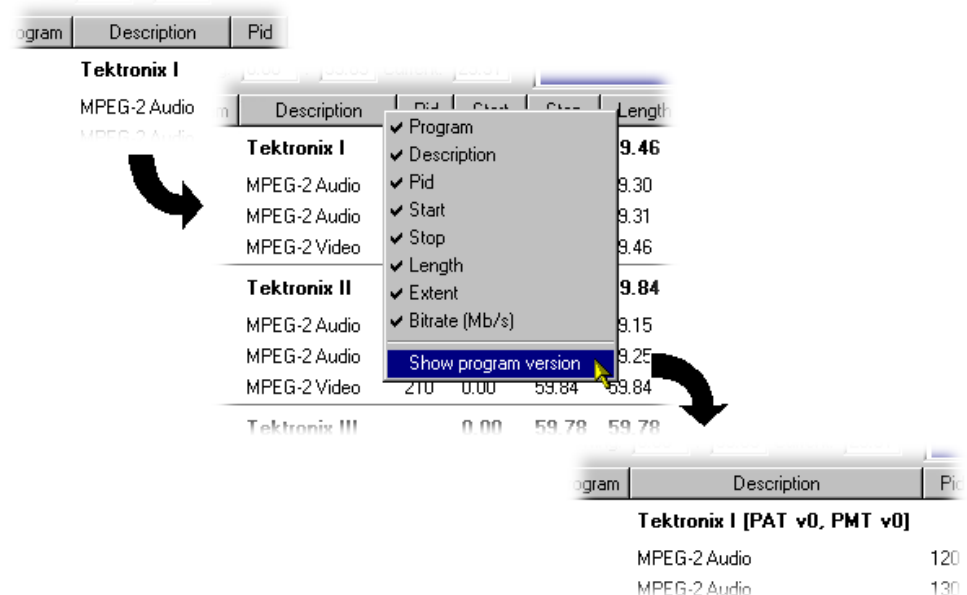 ogram Description Pid
Tektronix I
MPEG-2 Audio
MPEG-2 Audio
Description Pid Start Stop Length
Tektronix I 9.46
MPEG-2 Audio 9.30
MPEG-2 Audio 9.31
MPEG-2 Video 9.46
Tektronix II 9.84
MPEG-2 Audio 9.15
MPEG-2 Audio 9.25
MPEG-2 Video 210 0.00 59.84 59.84
Tektronix III 0.00 59.78 59.78
Program
Description
Pid
Start
Stop
Length
Extent
Bitrate (Mb/s)
Show program version
ogram Description Pid
Tektronix I [PAT v0, PMT v0]
MPEG-2 Audio 120
MPEG-2 Audio 130